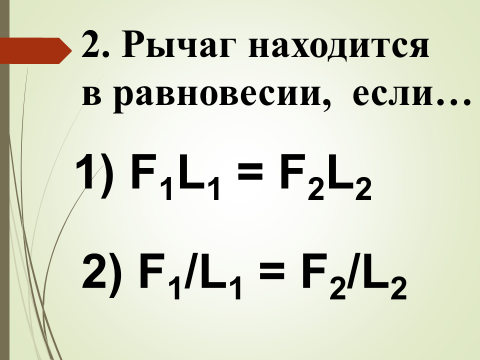 2. Рычаг находится
в равновесии, если...
1) F₁L₁ = F₂L₂
2) F₁/L₁ = F₂/L₂